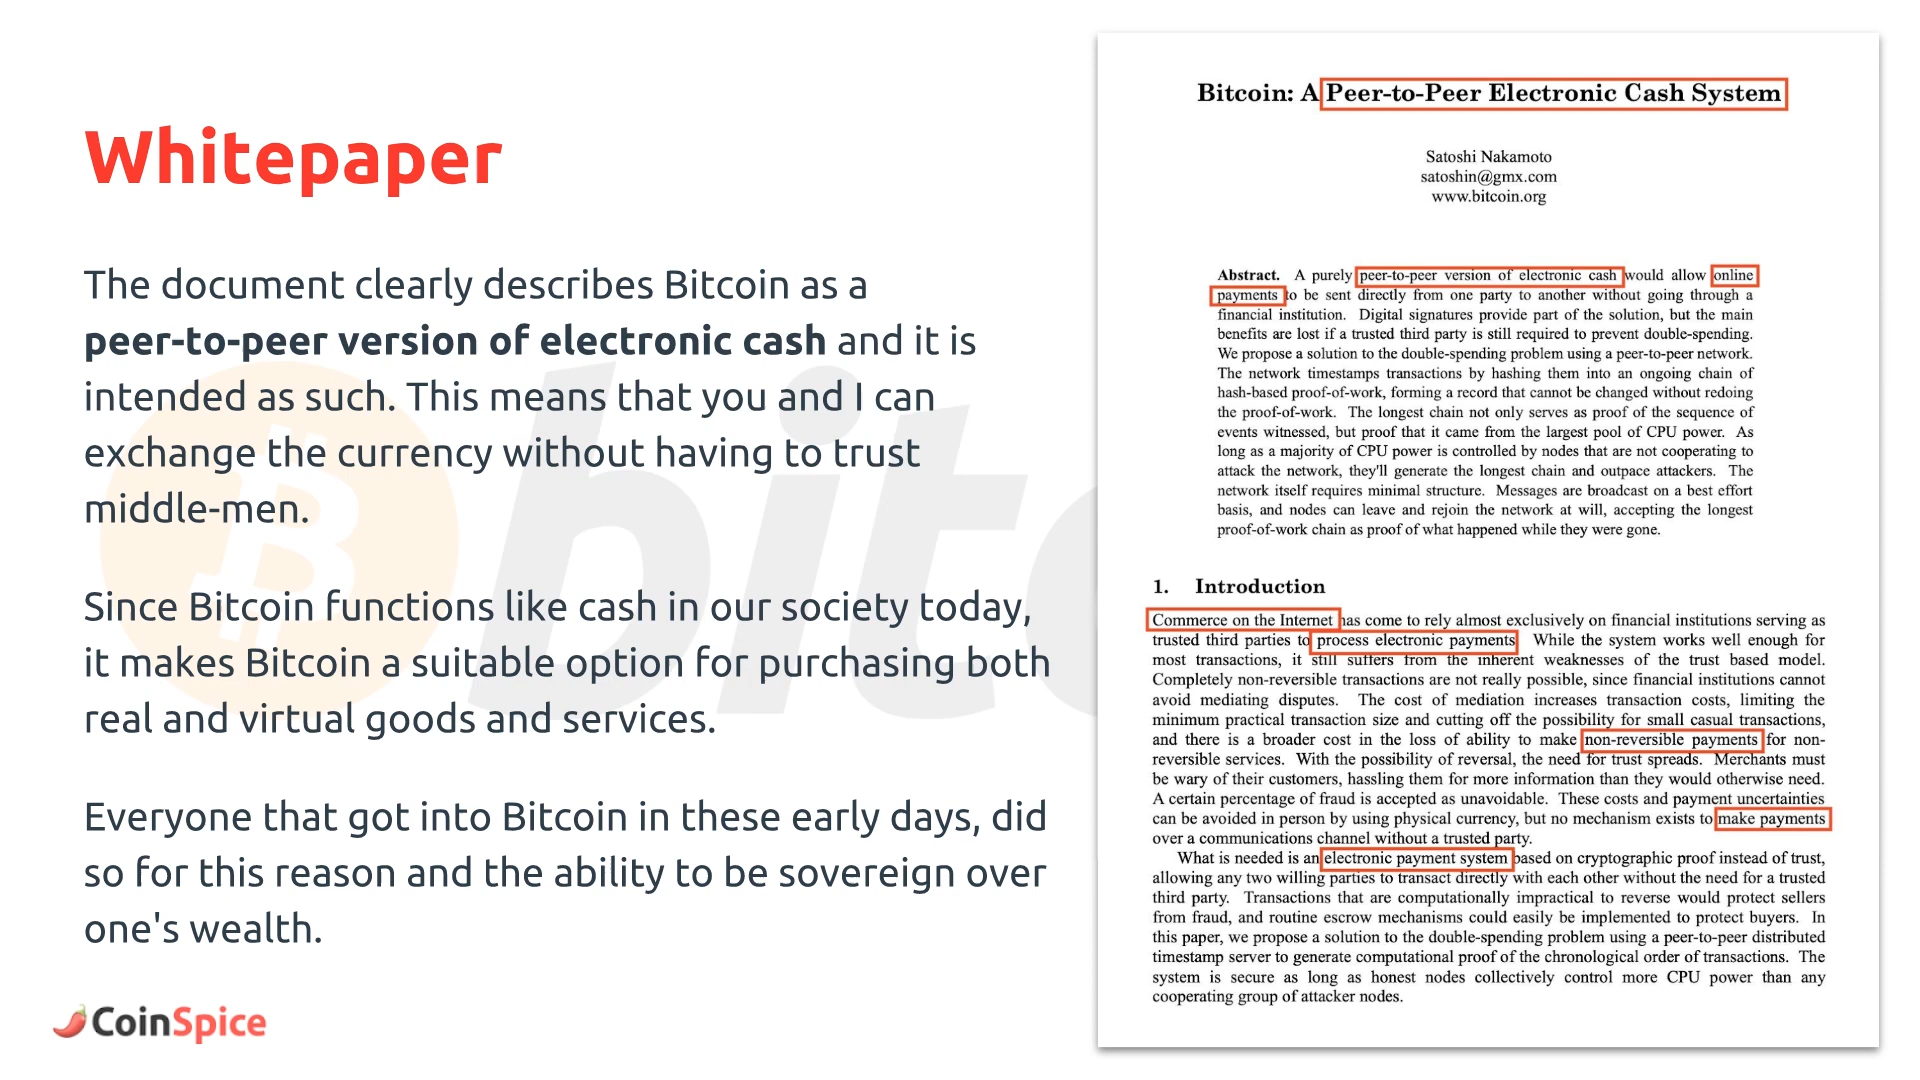 Whitepaper
The document clearly describes Bitcoin as a
peer-to-peer version of electronic cash and it is
intended as such. This means that you and I can
exchange the currency without having to trust
middle-men.
Since Bitcoin functions like cash in our society today,
it makes Bitcoin a suitable option for purchasing both
real and virtual goods and services.
Everyone that got into Bitcoin in these early days, did
so for this reason and the ability to be sovereign over
one's wealth.
CoinSpice
bitc
Bitcoin: A Peer-to-Peer Electronic Cash System
Satoshi Nakamoto
satoshin@gmx.com
www.bitcoin.org
Abstract. A purely peer-to-peer version of electronic cash would allow online
payments to be sent directly from one party to another without going through a
financial institution. Digital signatures provide part of the solution, but the main
benefits are lost if a trusted third party is still required to prevent double-spending.
We propose a solution to the double-spending problem using a peer-to-peer network.
The network timestamps transactions by hashing them into an ongoing chain of
hash-based proof-of-work, forming a record that cannot be changed without redoing
the proof-of-work. The longest chain not only serves as proof of the sequence of
events witnessed, but proof that it came from the largest pool of CPU power. As
long as a majority of CPU power is controlled by nodes that are not cooperating to
attack the network, they'll generate the longest chain and outpace attackers. The
network itself requires minimal structure. Messages are broadcast on a best effort
basis, and nodes can leave and rejoin the network at will, accepting the longest
proof-of-work chain as proof of what happened while they were gone.
1. Introduction
Commerce on the Internet has come to rely almost exclusively on financial institutions serving as
trusted third parties to process electronic payments While the system works well enough for
most transactions, it still suffers from the inherent weaknesses of the trust based model.
Completely non-reversible transactions are not really possible, since financial institutions cannot
avoid mediating disputes. The cost of mediation increases transaction costs, limiting the
minimum practical transaction size and cutting off the possibility for small casual transactions,
and there is a broader cost in the loss of ability to make non-reversible payments for non-
reversible services. With the possibility of reversal, the need for trust spreads. Merchants must
be wary of their customers, hassling them for more information than they would otherwise need.
A certain percentage of fraud is accepted as unavoidable. These costs and payment uncertainties
can be avoided in person by using physical currency, but no mechanism exists to make payments
over a communications channel without a trusted party.
What is needed is an electronic payment system based on cryptographic proof instead of trust,
allowing any two willing parties to transact directly with each other without the need for a trusted
third party. Transactions that are computationally impractical to reverse would protect sellers
from fraud, and routine escrow mechanisms could easily be implemented to protect buyers. In
this paper, we propose a solution to the double-spending problem using a peer-to-peer distributed
timestamp server to generate computational proof of the chronological order of transactions. The
system is secure as long as honest nodes collectively control more CPU power than any
cooperating group of attacker nodes.